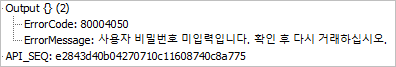 Output {} (2)
ErrorCode: 80004050
ErrorMessage: 사용자 비밀번호 미입력입니다. 확인 후 다시 거래하십시오.
API_SEQ: e2843d40b04270710c11608740c8a775